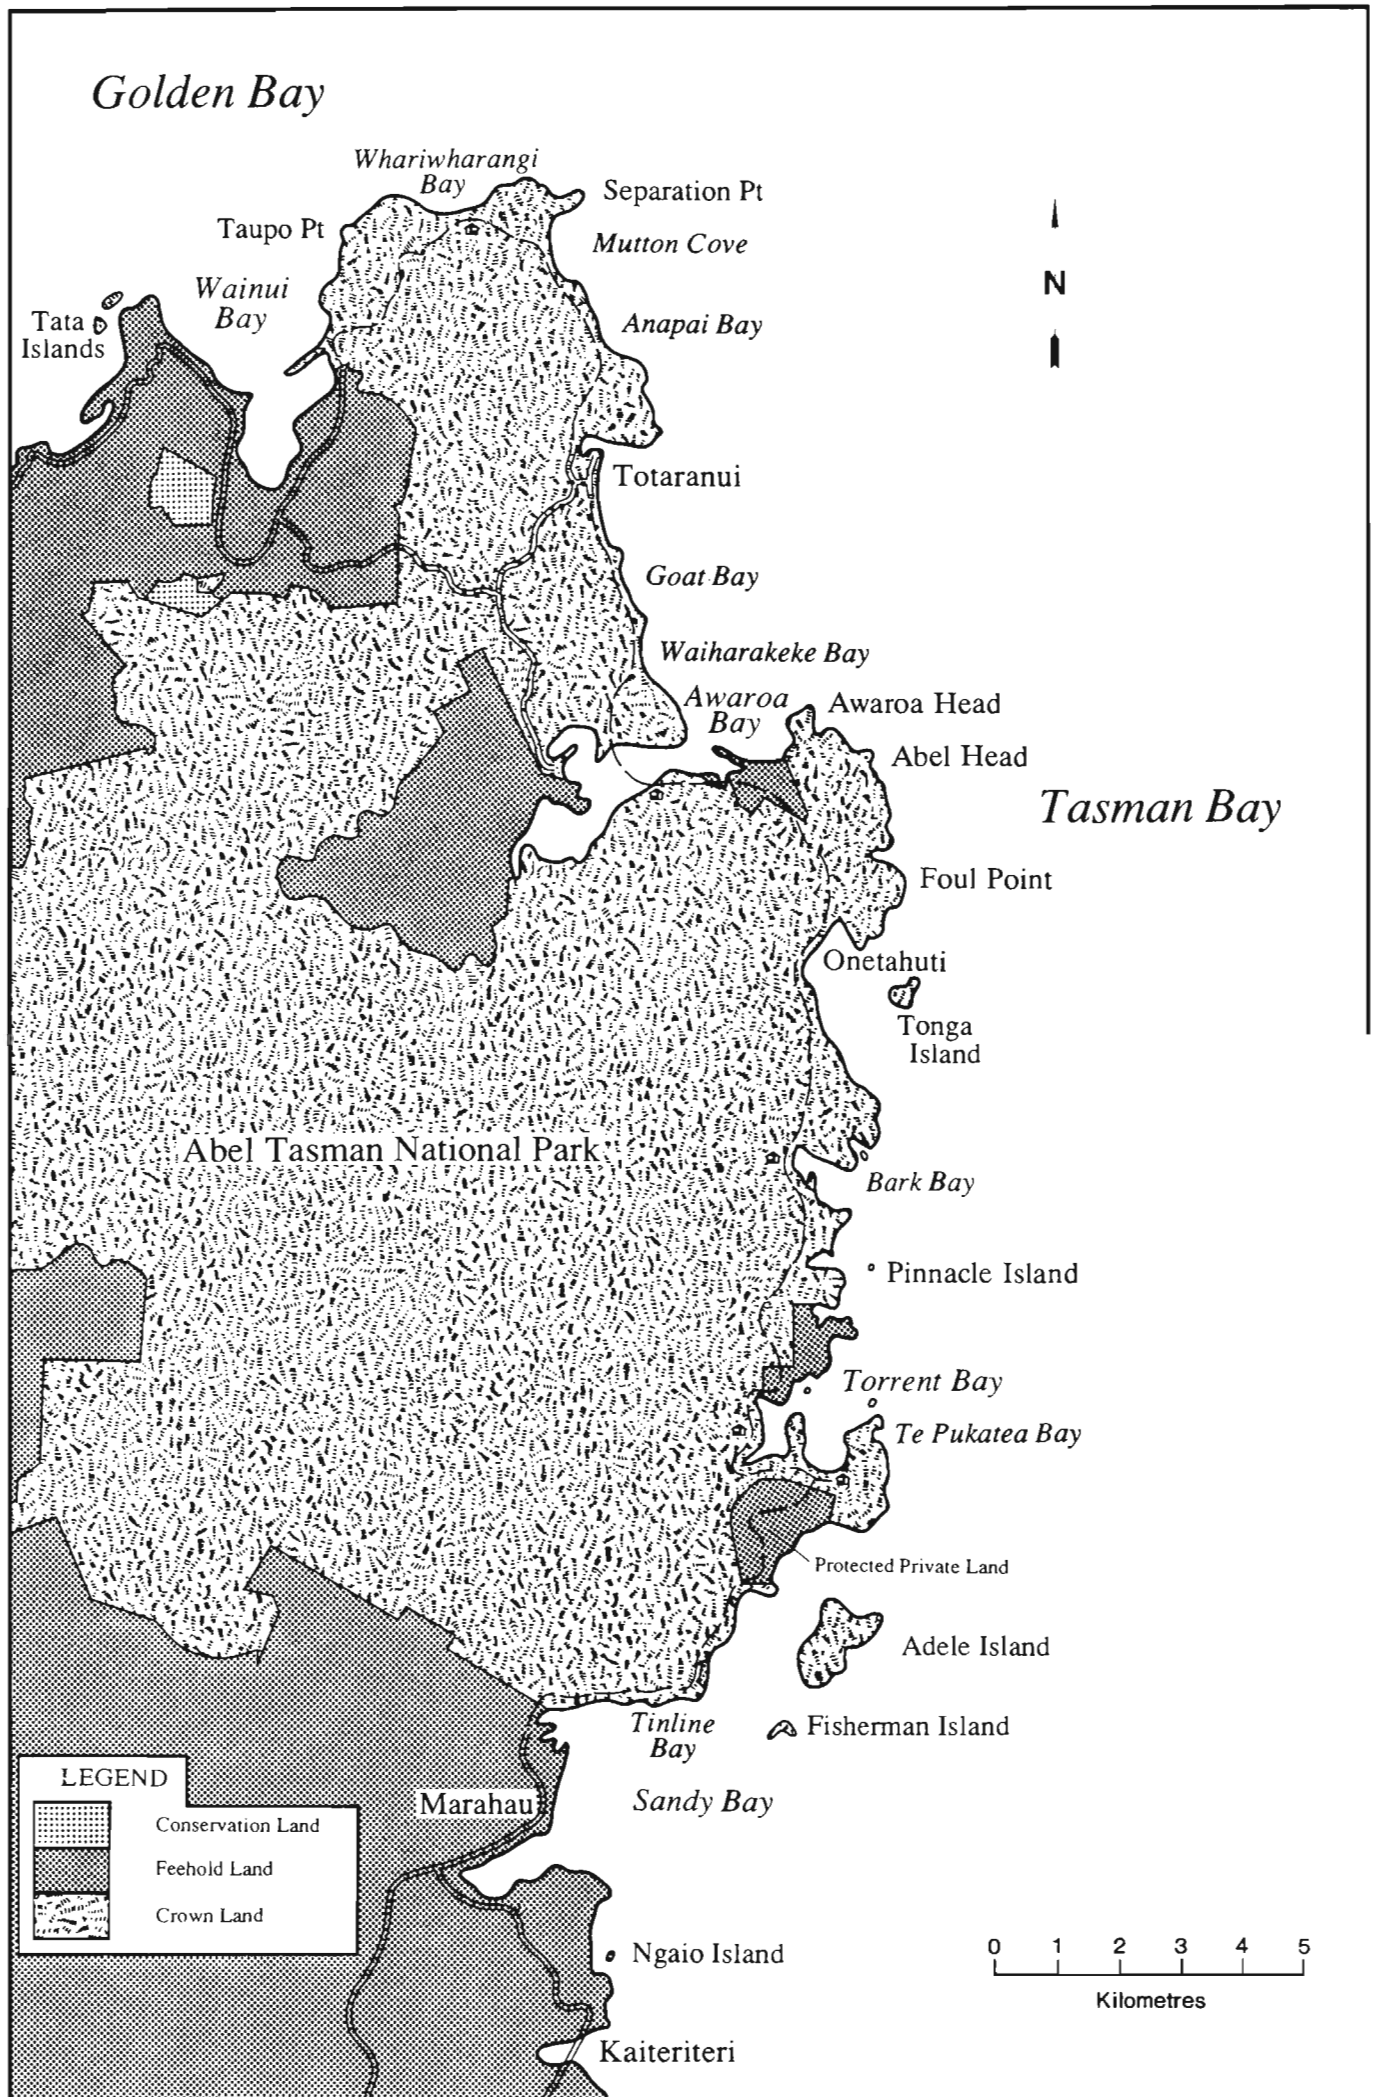 Golden Bay
Whariwharangi
Bay
Separation Pt
Taupo Pt
Mutton Cove
N
Wainui
Bay
Tata
Islands
Anapai Bay
Totaranui
Goat Bay
Waiharakeke Bay
Awaroa
Bay
Awaroa Head
Abel Head
Tasman Bay
Foul Point
Onetahuti
Tonga
Island
Abel Tasman National Park
Bark Bay
Pinnacle Island
Torrent Bay
Te Pukatea Bay
Protected Private Land
Adele Island
Tinline
Bay
Fisherman Island
LEGEND
Conservation Land
Feehold Land
Crown Land
Marahau
Sandy Bay
Ngaio Island
0 1 2 3 4 5
Kilometres
Kaiteriteri